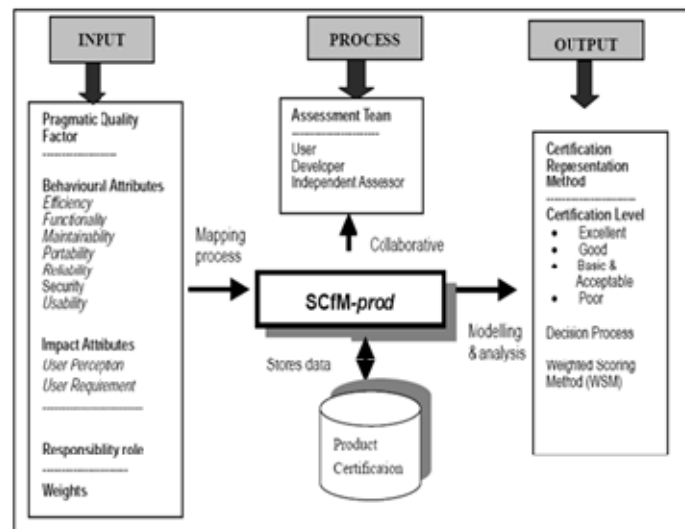 INPUT
PROCESS
OUTPUT
Pragmatic Quality
Factor
--------------------
Behavioural Attributes
Efficiency
Functionality
Maintainability
Portability
Reliability
Security
Usability
Impact Attributes
User Perception
User Requirement
--------------------
Responsiblity role
--------------------
Weights
Mapping
process
Assessment Team
--------------------
User
Developer
Independent Assessor
Collaborative
SCfM-prod
Stores data
Product
Certification
Modelling
& analysis
Certification
Representation
Method
--------------------
Certification Level
• Excellent
• Good
• Basic &
Acceptable
• Poor
Decision Process
Weighted Scoring
Method (WSM)